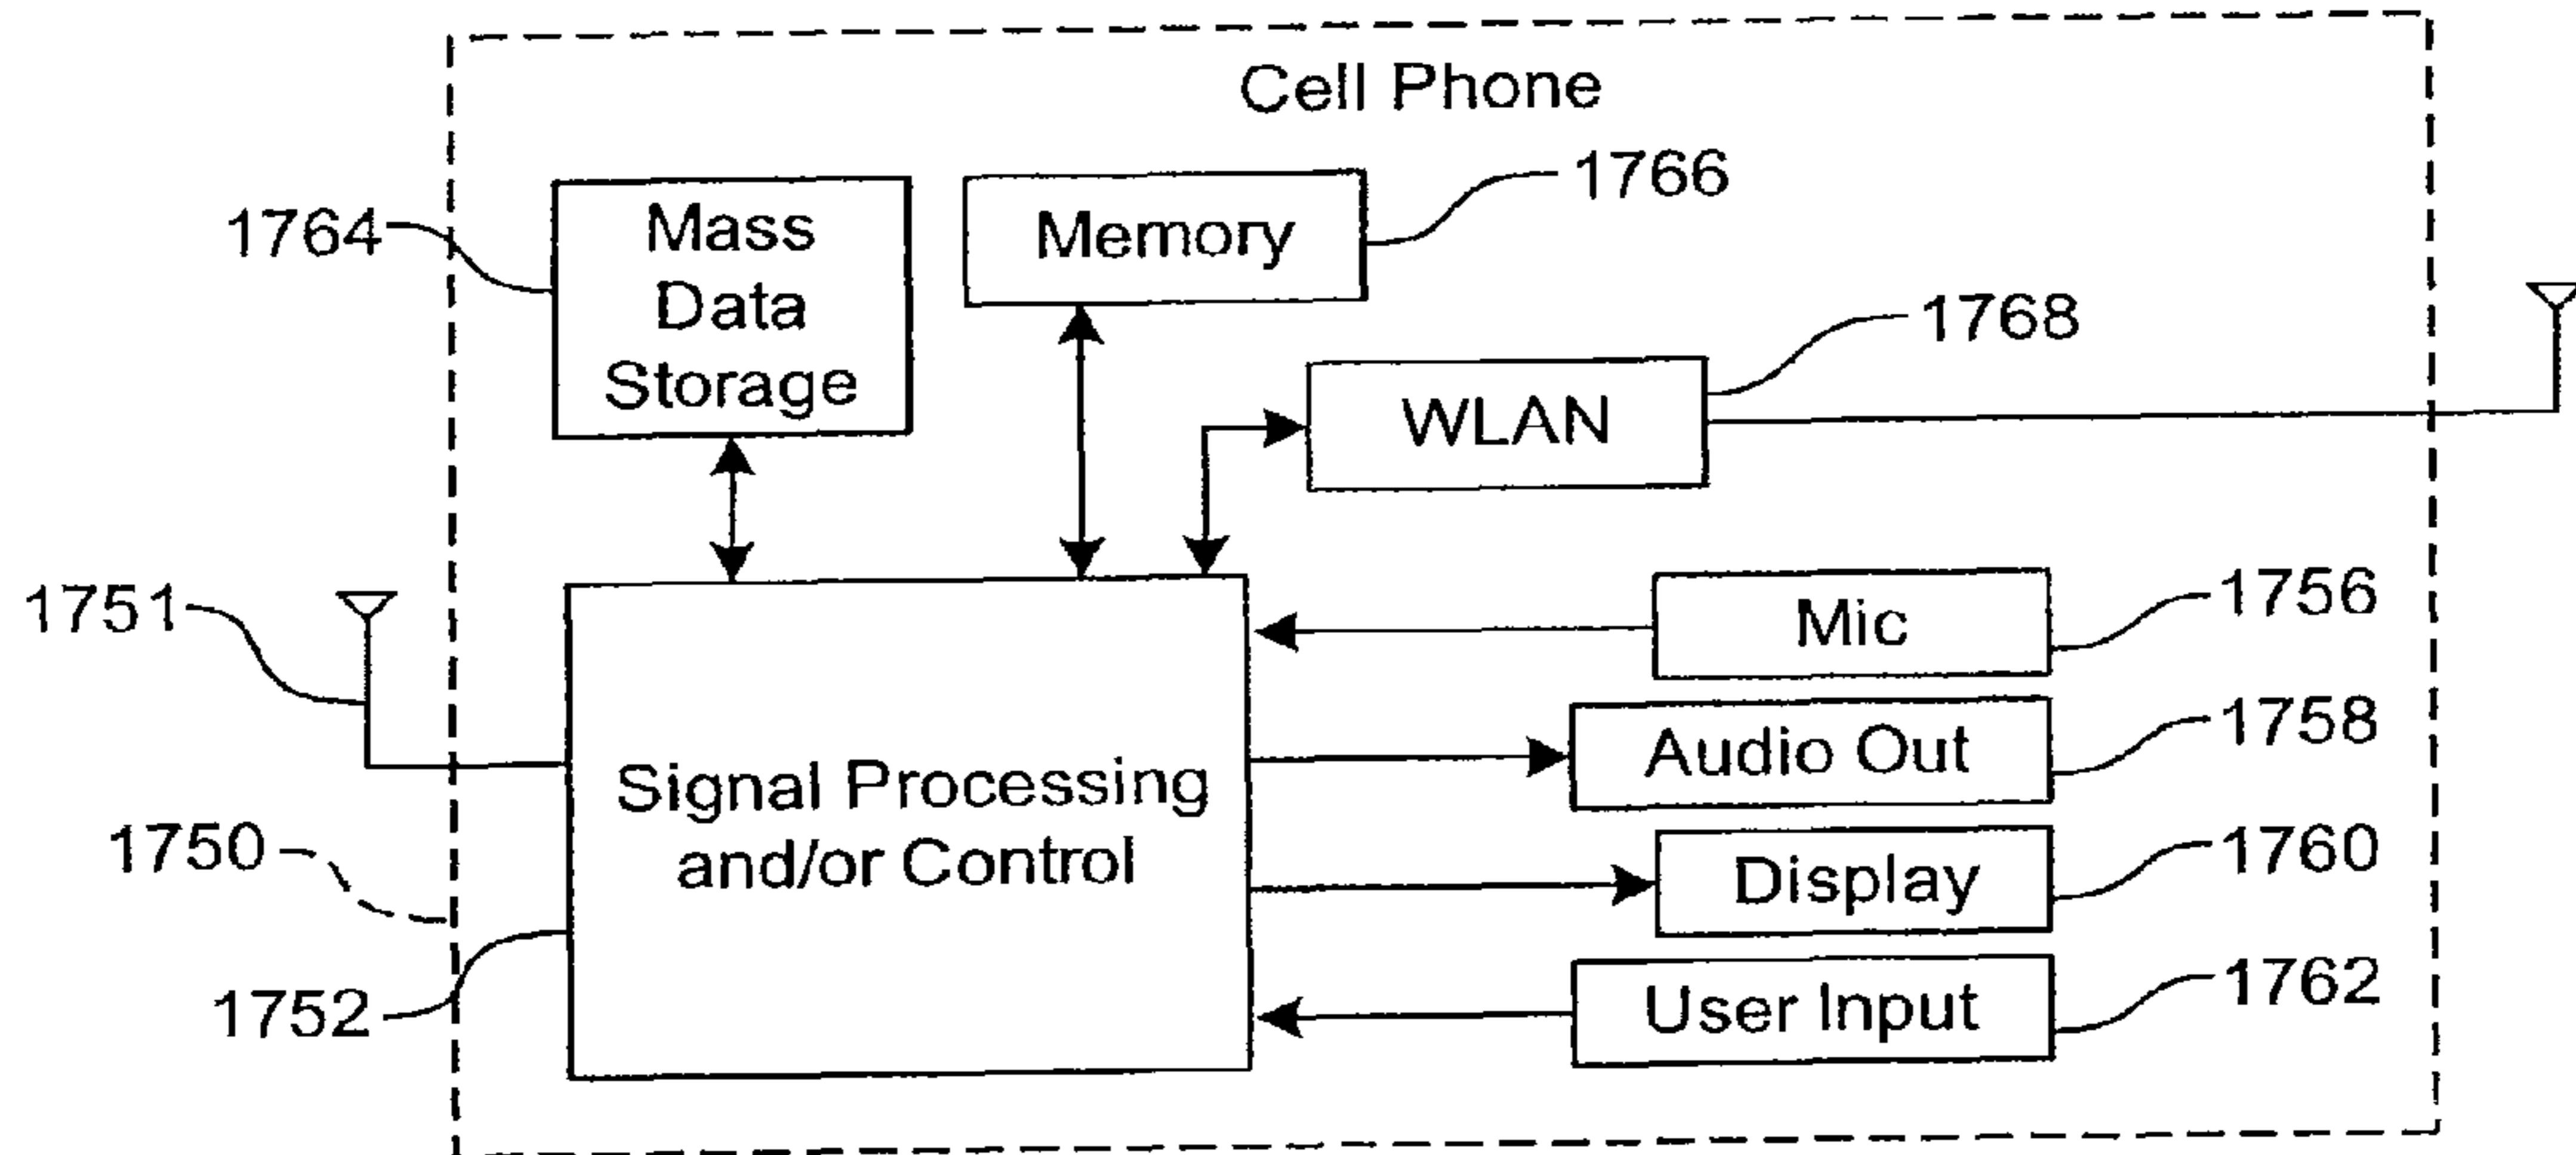 Cell Phone
1764
Mass
Data
Storage
Memory
1766
WLAN
1768
1751
Signal Processing
and/or Control
1750
1752
Mic
1756
Audio Out
1758
Display
1760
User Input
1762